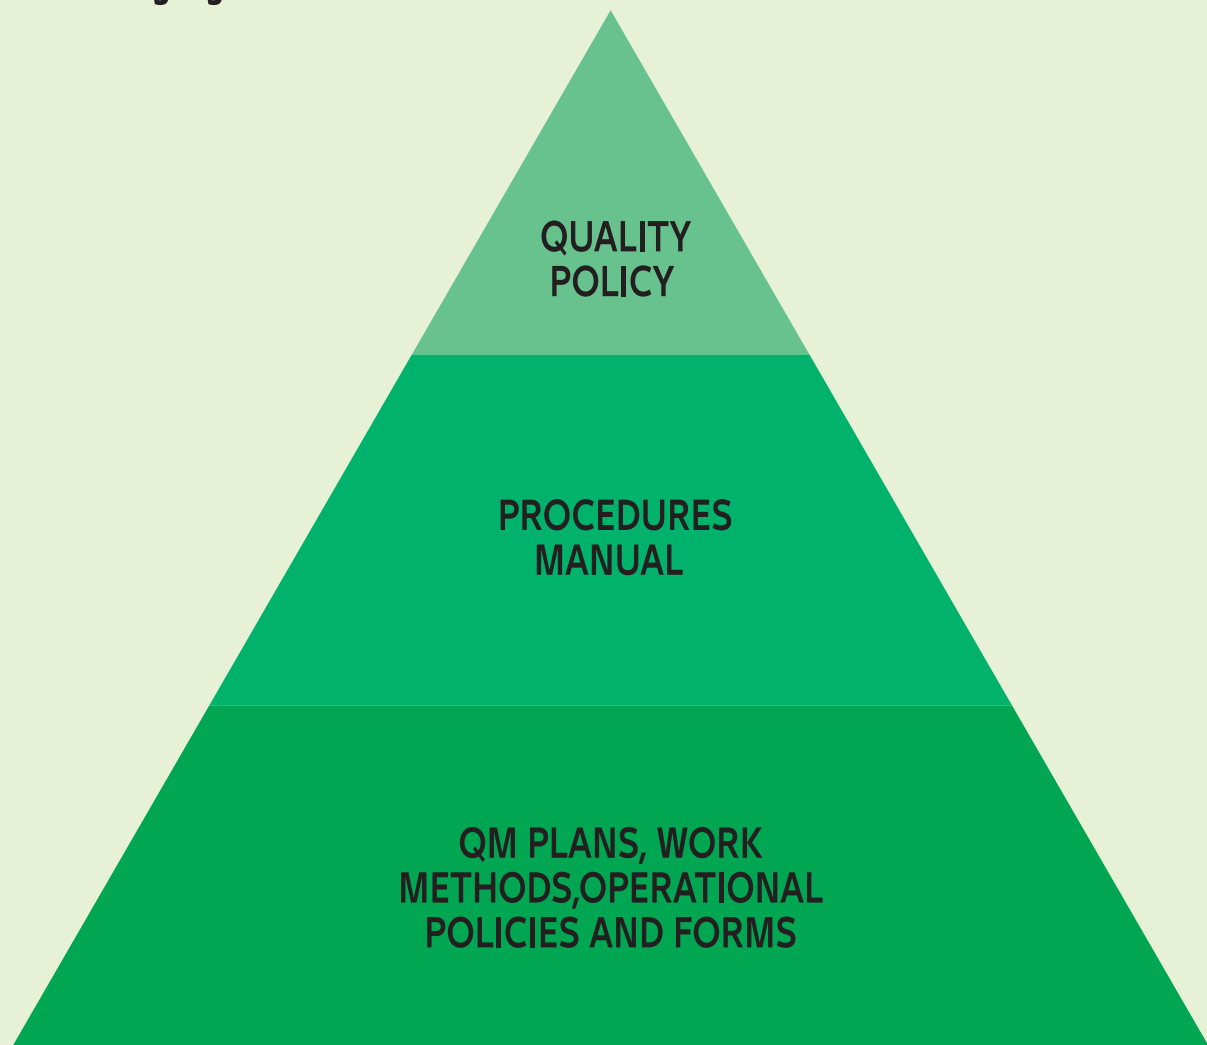 QUALITY
POLICY
PROCEDURES
MANUAL
QM PLANS, WORK
METHODS,OPERATIONAL
POLICIES AND FORMS